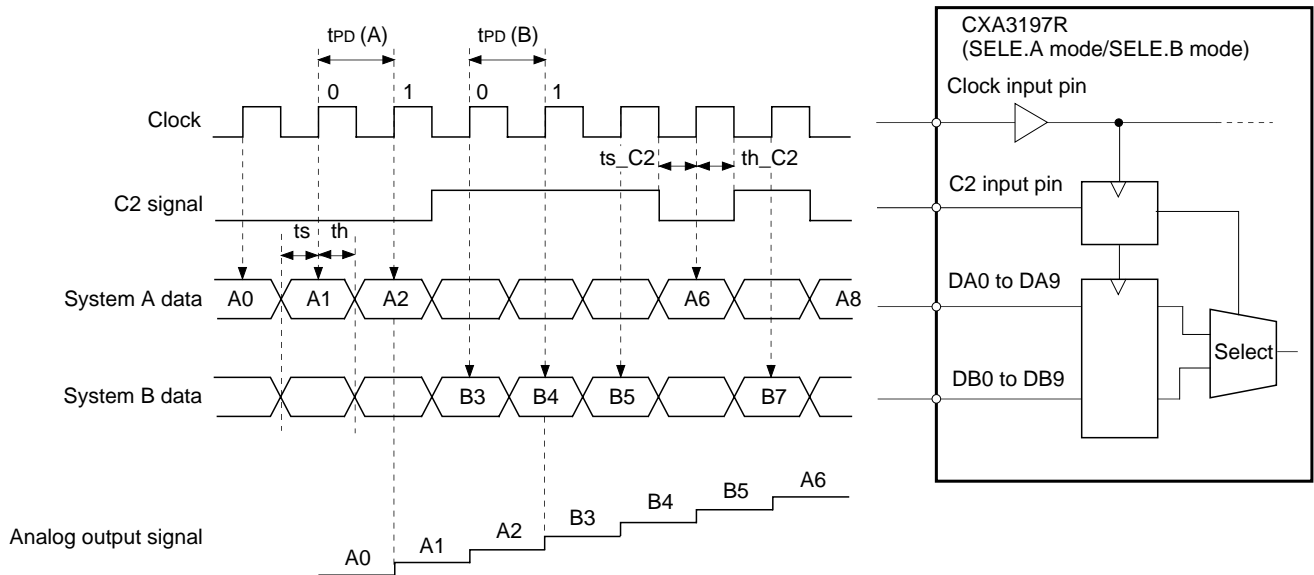 tPD (A)
tPD (B)
0
1
0
1
Clock
ts_C2
th_C2
C2 signal
ts
th
System A data
A0
A1
A2
A6
A8
System B data
B3
B4
B5
B7
Analog output signal
A0
A1
A2
B3
B4
B5
A6
CXA3197R
(SELE.A mode/SELE.B mode)
Clock input pin
C2 input pin
DA0 to DA9
DB0 to DB9
Select